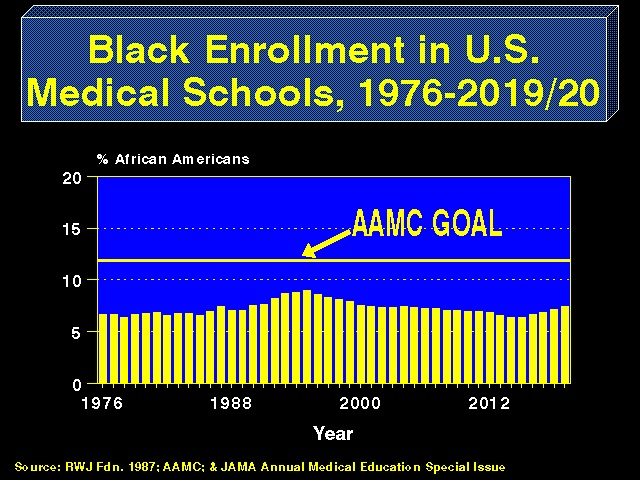 Black Enrollment in U.S.
Medical Schools, 1976-2019/20
% African Americans
20
15
AAMC GOAL
10
5
0
1976 1988 2000 2012
Year
Source: RWJ Fdn. 1987; AAMC; & JAMA Annual Medical Education Special Issue